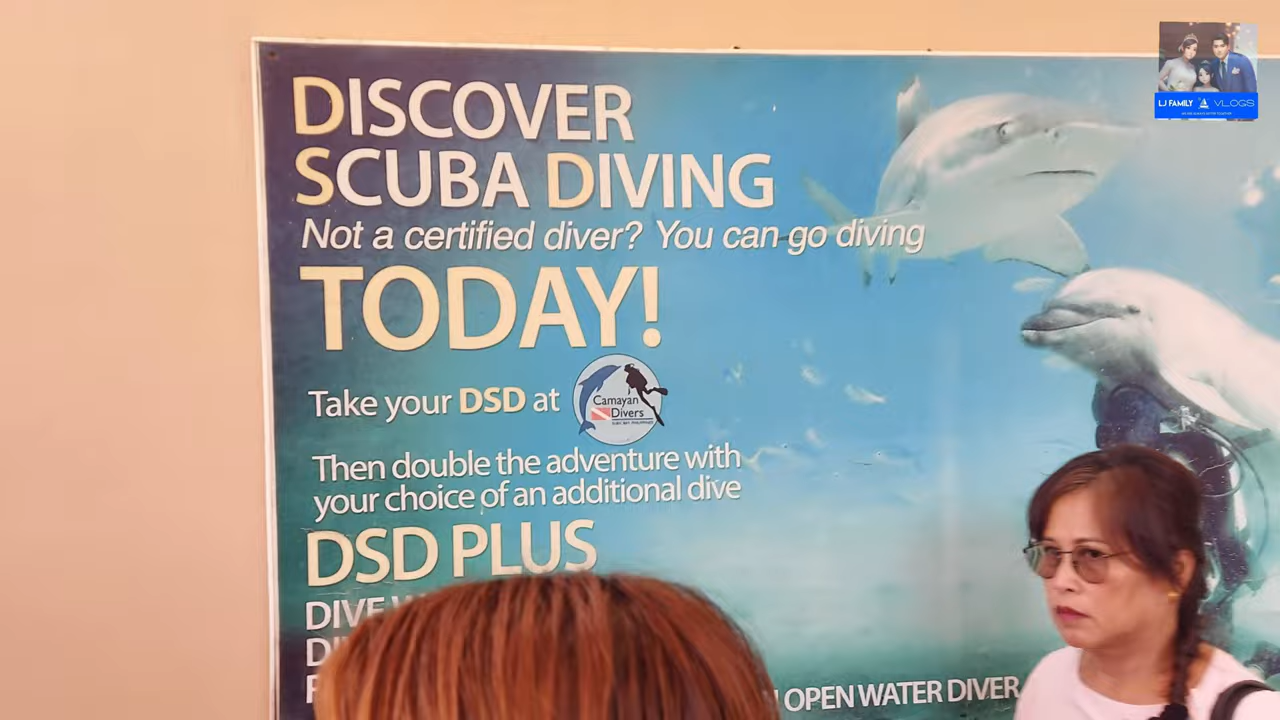 DISCOVER
SCUBA DIVING
Not a certified diver? You can go diving
TODAY!
Take your DSD at
Camayan
Divers
Then double the adventure with
your choice of an additional dive
DSD PLUS
DIVE
OPEN WATER DIVER
LJ FAMILY VLOGS